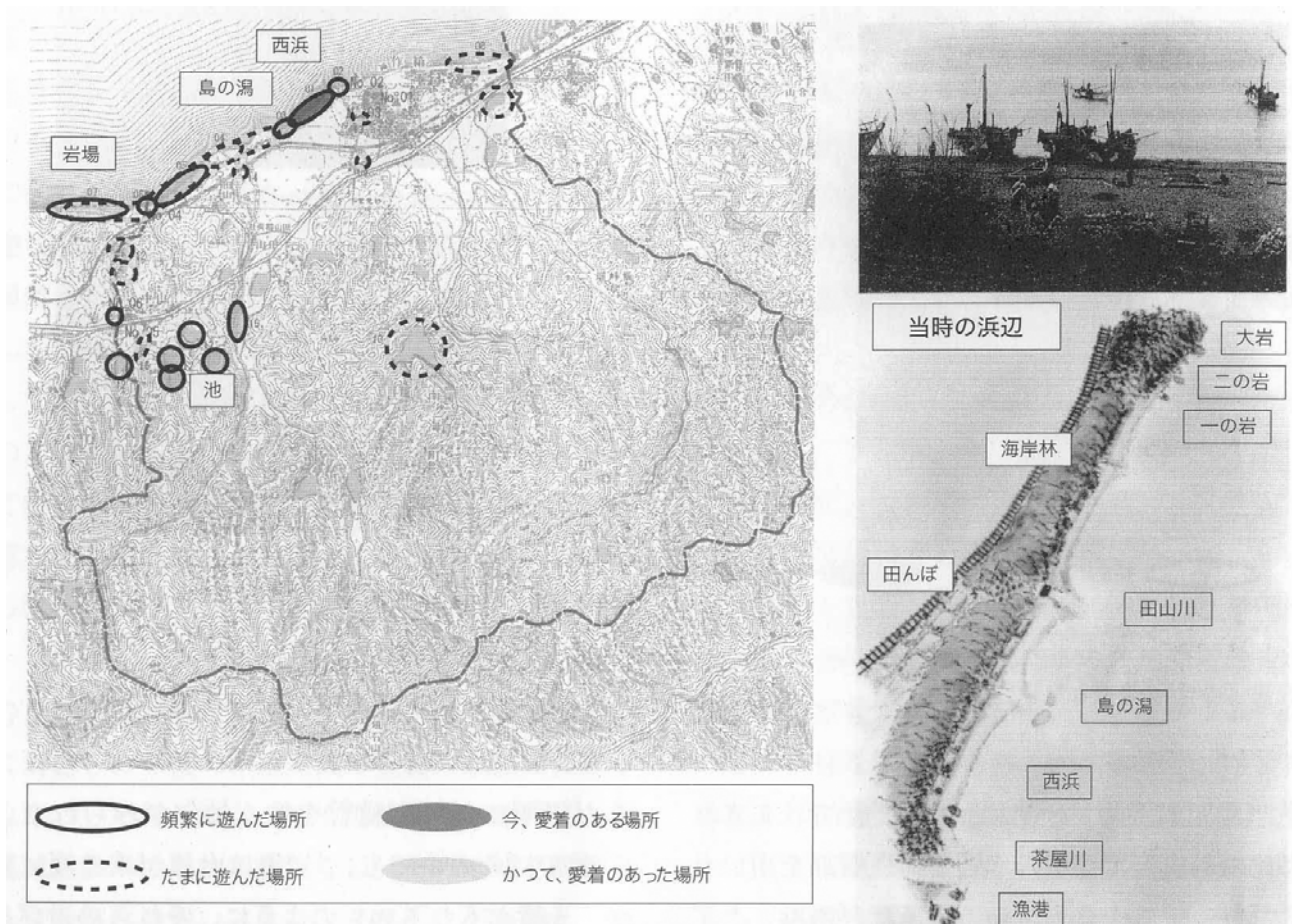 西浜
島の潟
岩場
池
頻繁に遊んだ場所
今、愛着のある場所
たまに遊んだ場所
かつて、愛着のあった場所
当時の浜辺
大岩
二の岩
一の岩
海岸林
田んぼ
田山川
島の潟
西浜
茶屋川
漁港